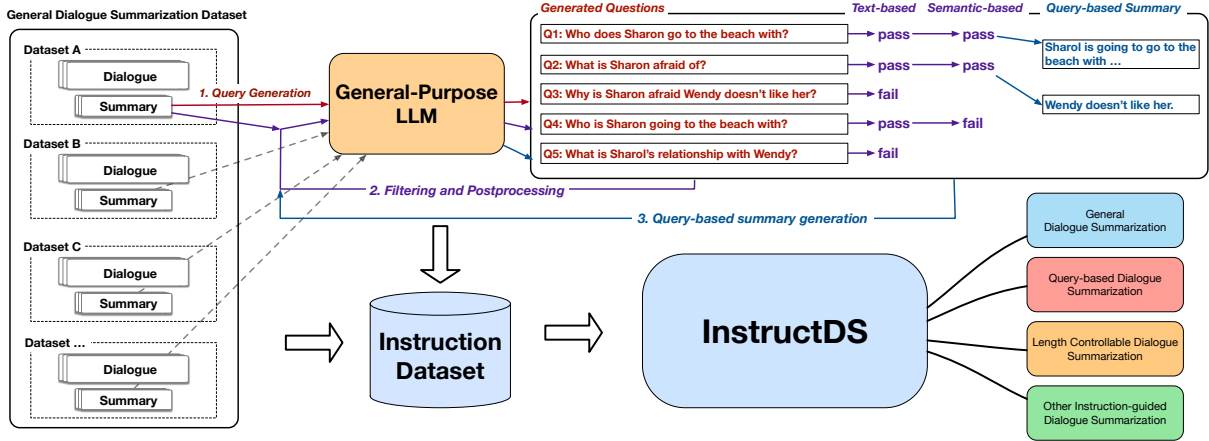 General Dialogue Summarization Dataset
Dataset A
Dialogue
Summary
Dataset B
Dialogue
Summary
Dataset C
Dialogue
Summary
Dataset ...
Dialogue
Summary
1. Query Generation
General-Purpose
LLM
Generated Questions
Text-based
Semantic-based
Query-based Summary
Q1: Who does Sharon go to the beach with?
pass
pass
Sharol is going to go to the
beach with ...
Q2: What is Sharon afraid of?
pass
pass
Wendy doesn't like her.
Q3: Why is Sharon afraid Wendy doesn't like her?
fail
Q4: Who is Sharon going to the beach with?
pass
fail
Q5: What is Sharol's relationship with Wendy?
fail
2. Filtering and Postprocessing
3. Query-based summary generation
Instruction
Dataset
InstructDS
General
Dialogue Summarization
Query-based Dialogue
Summarization
Length Controllable Dialogue
Summarization
Other Instruction-guided
Dialogue Summarization